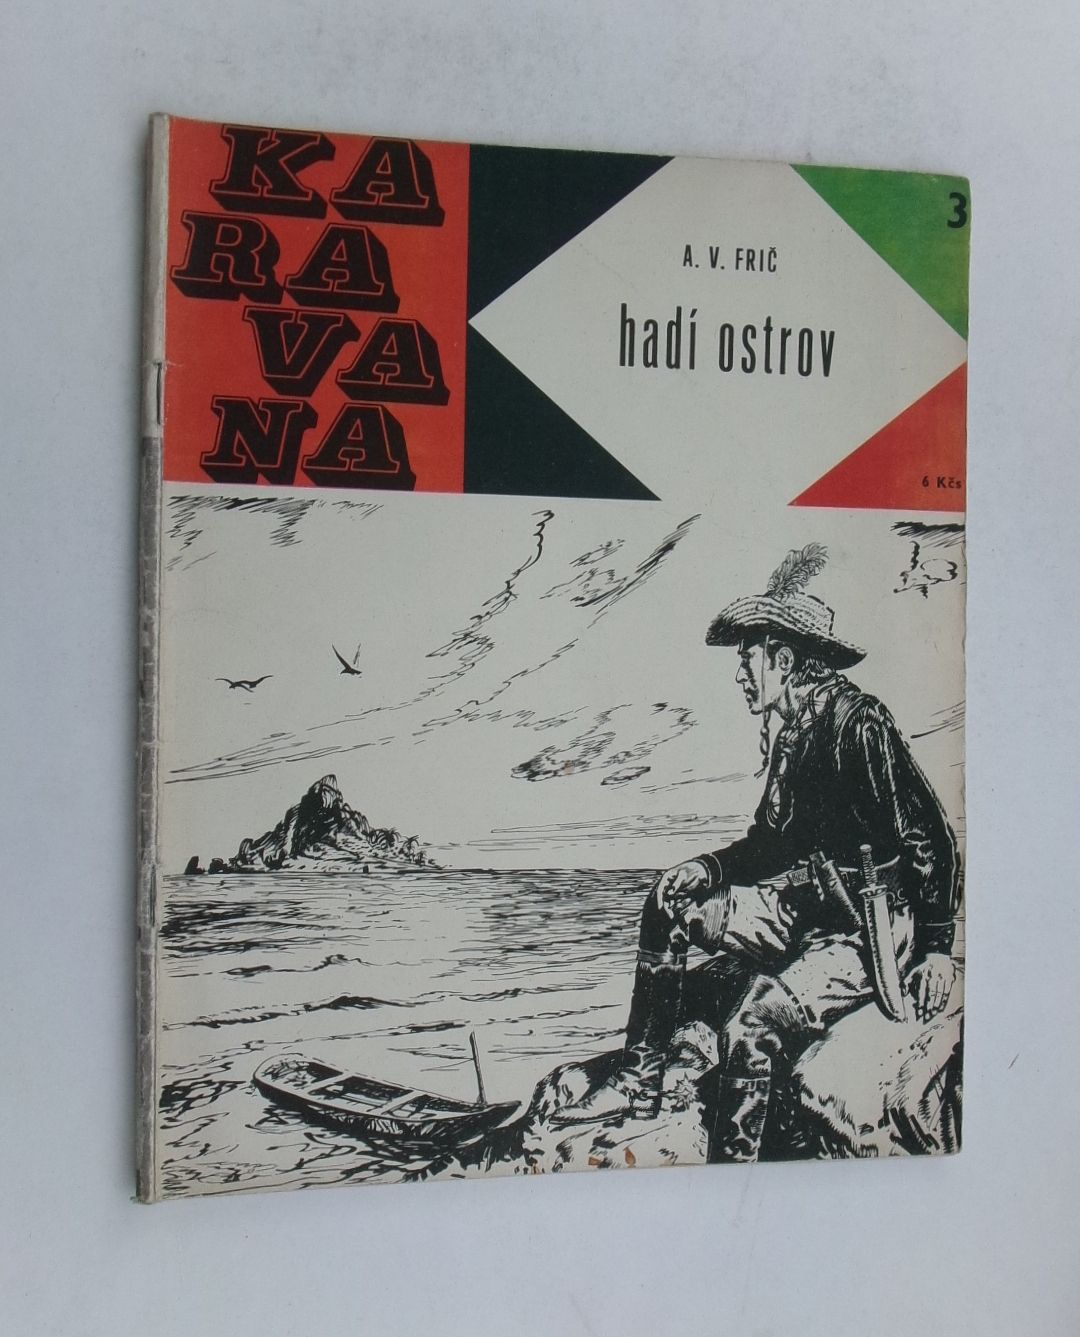 KA
RA
VA
NA
3
A. V. FRIČ
hadí ostrov
6 Kčs